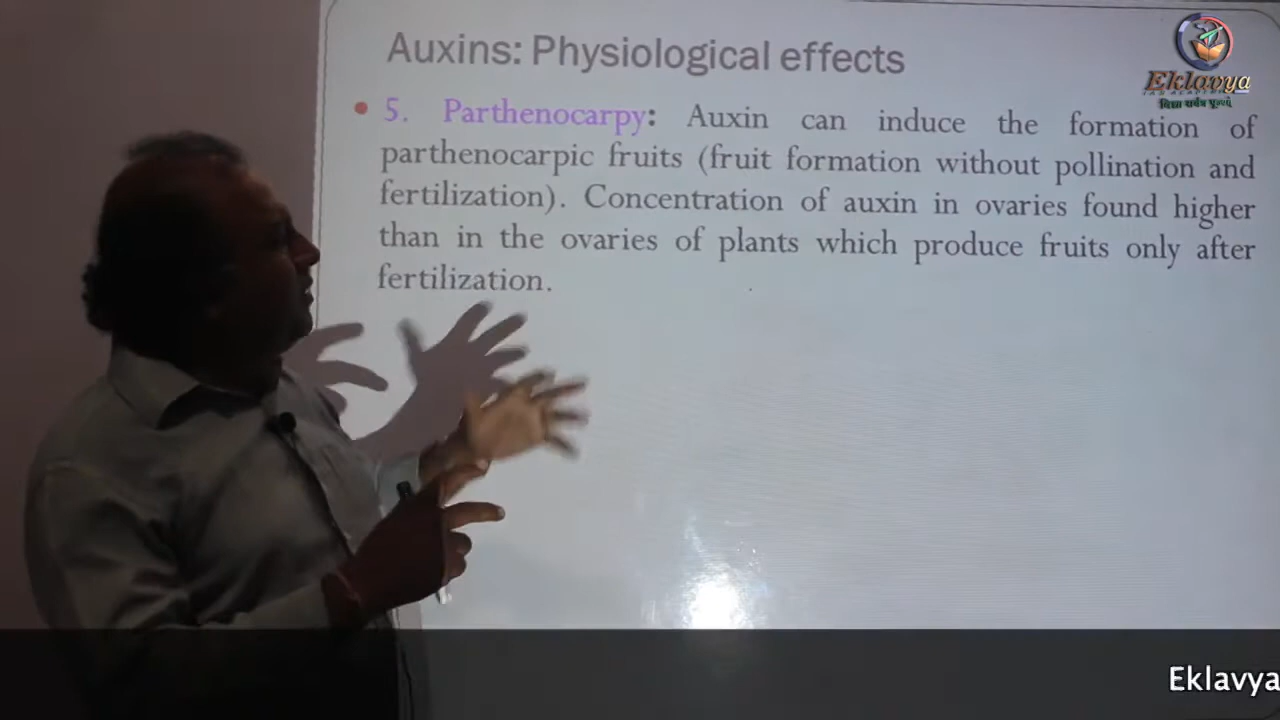 Auxins: Physiological effects
Eklavya
• 5. Parthenocarpy: Auxin can induce the formation of
parthenocarpic fruits (fruit formation without pollination and
fertilization). Concentration of auxin in ovaries found higher
than in the ovaries of plants which produce fruits only after
fertilization.
Eklavya